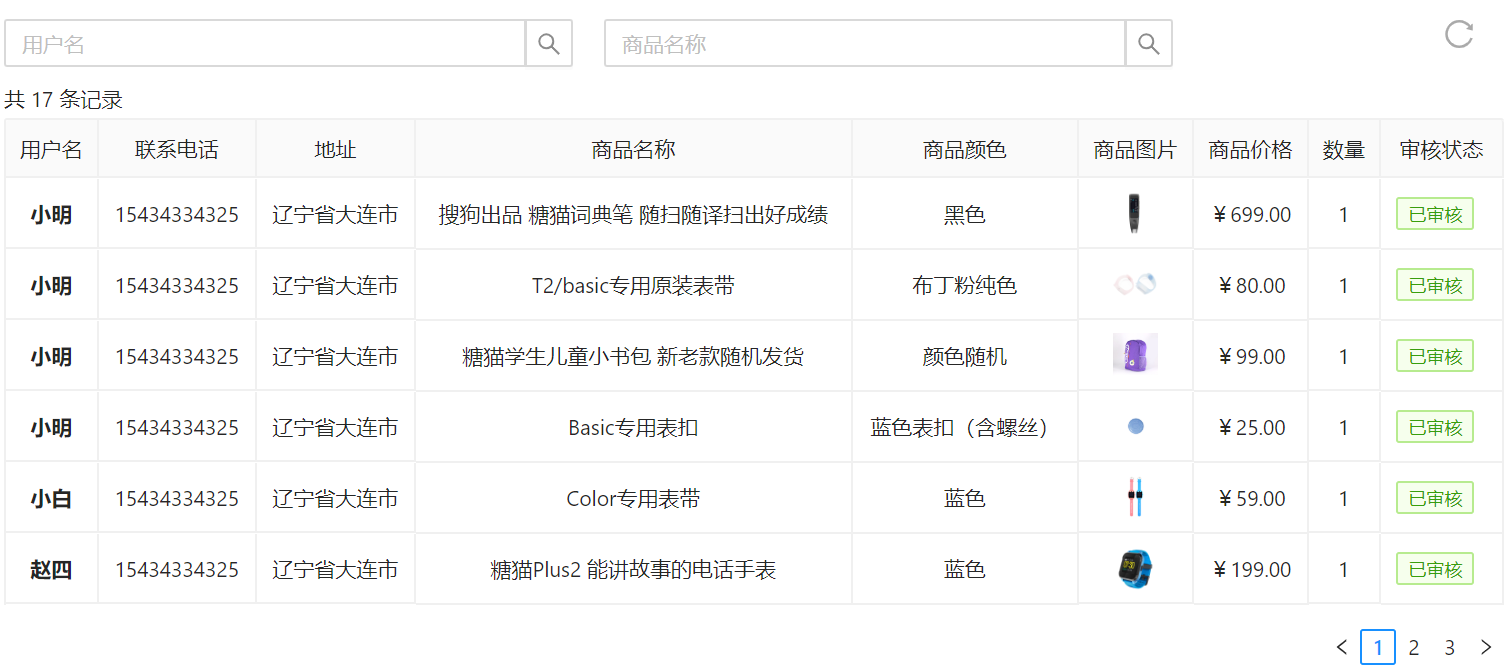 用户名 商品名称
共 17 条记录
用户名 联系电话 地址 商品名称 商品颜色 商品图片 商品价格 数量 审核状态
小明 15434334325 辽宁省大连市 搜狗出品 糖猫词典笔 随扫随译扫出好成绩 黑色 ¥ 699.00 1 已审核
小明 15434334325 辽宁省大连市 T2/basic专用原装表带 布丁粉纯色 ¥ 80.00 1 已审核
小明 15434334325 辽宁省大连市 糖猫学生儿童小书包 新老款随机发货 颜色随机 ¥ 99.00 1 已审核
小明 15434334325 辽宁省大连市 Basic专用表扣 蓝色表扣（含螺丝） ¥ 25.00 1 已审核
小白 15434334325 辽宁省大连市 Color专用表带 蓝色 ¥ 59.00 1 已审核
赵四 15434334325 辽宁省大连市 糖猫Plus2 能讲故事的电话手表 蓝色 ¥ 199.00 1 已审核
1 2 3